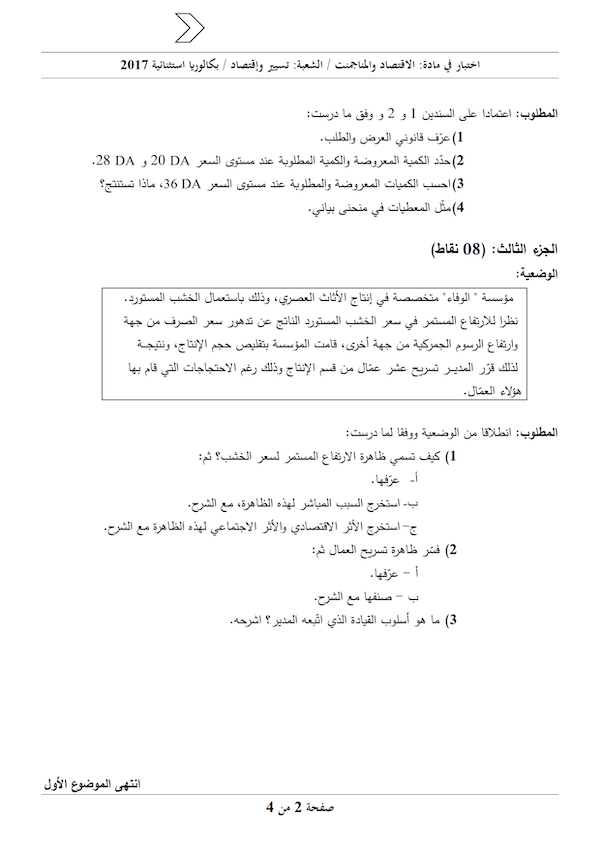 اختبار في مادة: الاقتصاد والمناجمنت / الشعبة: تسيير وإقتصاد / بكالوريا استثنائية 2017
المطلوب: اعتمادا على السندين 1 و 2 و وفق ما درست:
1) عرّف قانوني العرض والطلب.
2) حدّد الكمية المعروضة والكمية المطلوبة عند مستوى السعر 20 DA و 28 DA.
3) احسب الكميات المعروضة والمطلوبة عند مستوى السعر 36 DA، ماذا تستنتج؟
4) مثّل المعطيات في منحنى بياني.
الجزء الثالث: (08 نقاط)
الوضعية:
مؤسسة " الوفاء" متخصصة في إنتاج الأثاث العصري، وذلك باستعمال الخشب المستورد.
نظرا للارتفاع المستمر في سعر الخشب المستورد الناتج عن تدهور سعر الصرف من جهة
وارتفاع الرسوم الجمركية من جهة أخرى، قامت المؤسسة بتقليص حجم الإنتاج، ونتيجـة
لذلك قرّر المديـر تسريح عشر عمّال من قسم الإنتاج وذلك رغم الاحتجاجات التي قام بها
هؤلاء العمّال.
المطلوب: انطلاقا من الوضعية ووفقا لما درست:
1) كيف تسمي ظاهرة الارتفاع المستمر لسعر الخشب؟ ثم:
أ- عرّفها.
ب- استخرج السبب المباشر لهذه الظاهرة، مع الشرح.
ج- استخرج الأثر الاقتصادي والأثر الاجتماعي لهذه الظاهرة مع الشرح.
2) فسّر ظاهرة تسريح العمال ثم:
أ – عرّفها.
ب – صنفها مع الشرح.
3) ما هو أسلوب القيادة الذي اتّبعه المدير؟ اشرحه.
انتهى الموضوع الأول
صفحة 2 من 4